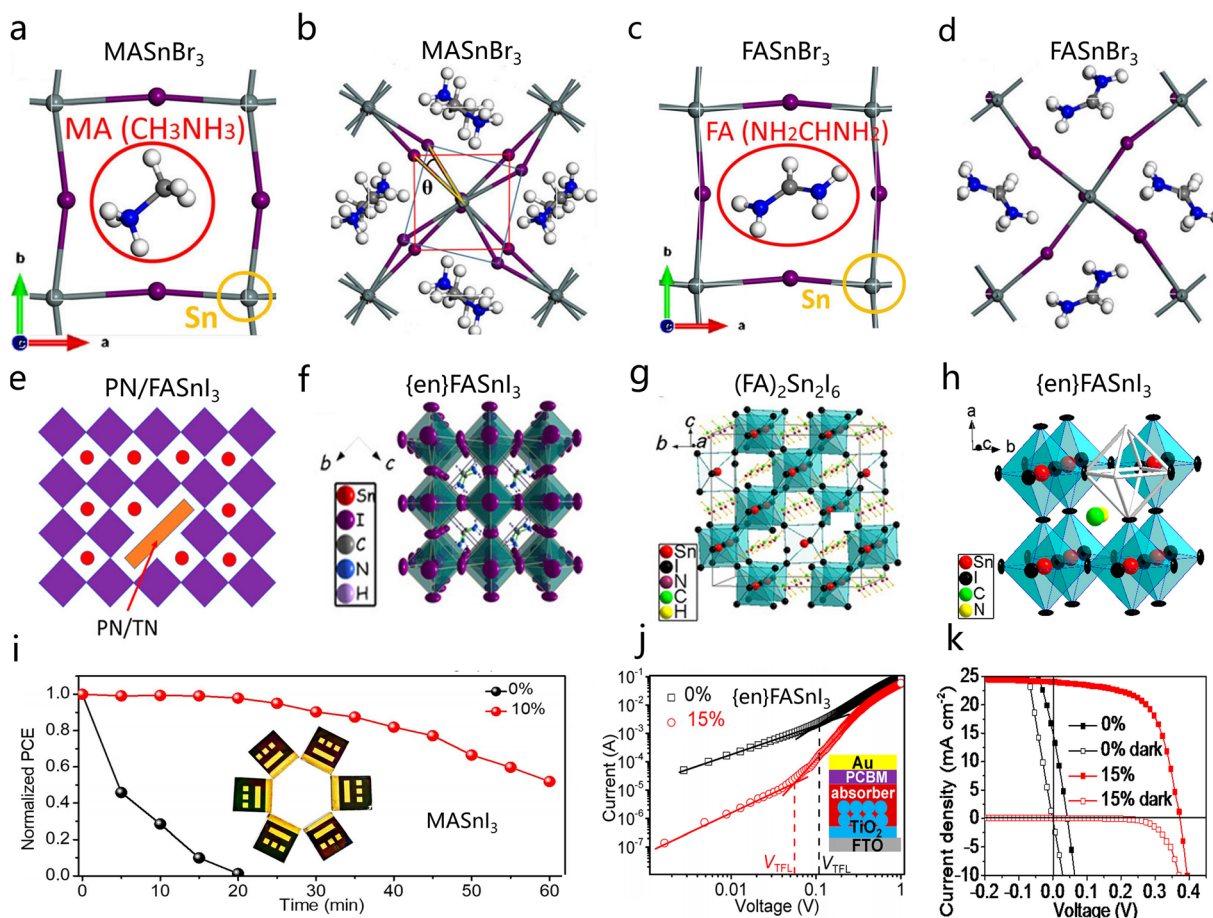 a
MASnBr3
MA (CH3NH3)
Sn
b
a
c
b
MASnBr3
θ
c
FASnBr3
FA (NH2CHNH2)
Sn
b
a
d
FASnBr3
e
PN/FASnI3
PN/TN
f
{en}FASnI3
b
c
Sn
I
C
N
H
g
(FA)2Sn2I6
c
b
a
Sn
I
N
C
H
h
{en}FASnI3
a
c
b
Sn
I
C
N
i
Normalized PCE
1.0
0.8
0.6
0.4
0.2
0.0
0%
10%
MASnI3
0 10 20 30 40 50 60
Time (min)
j
Current (A)
10-1
10-2
10-3
10-4
10-5
10-6
10-7
0%
15%
{en}FASnI3
Au
PCBM
absorber
TiO2
FTO
VTFL
VTFL
0.01 0.1 1
Voltage (V)
k
Current density (mA cm-2)
25
20
15
10
5
0
-5
-10
0%
0% dark
15%
15% dark
-0.2 0.0 0.1 0.2 0.3 0.4
Voltage (V)